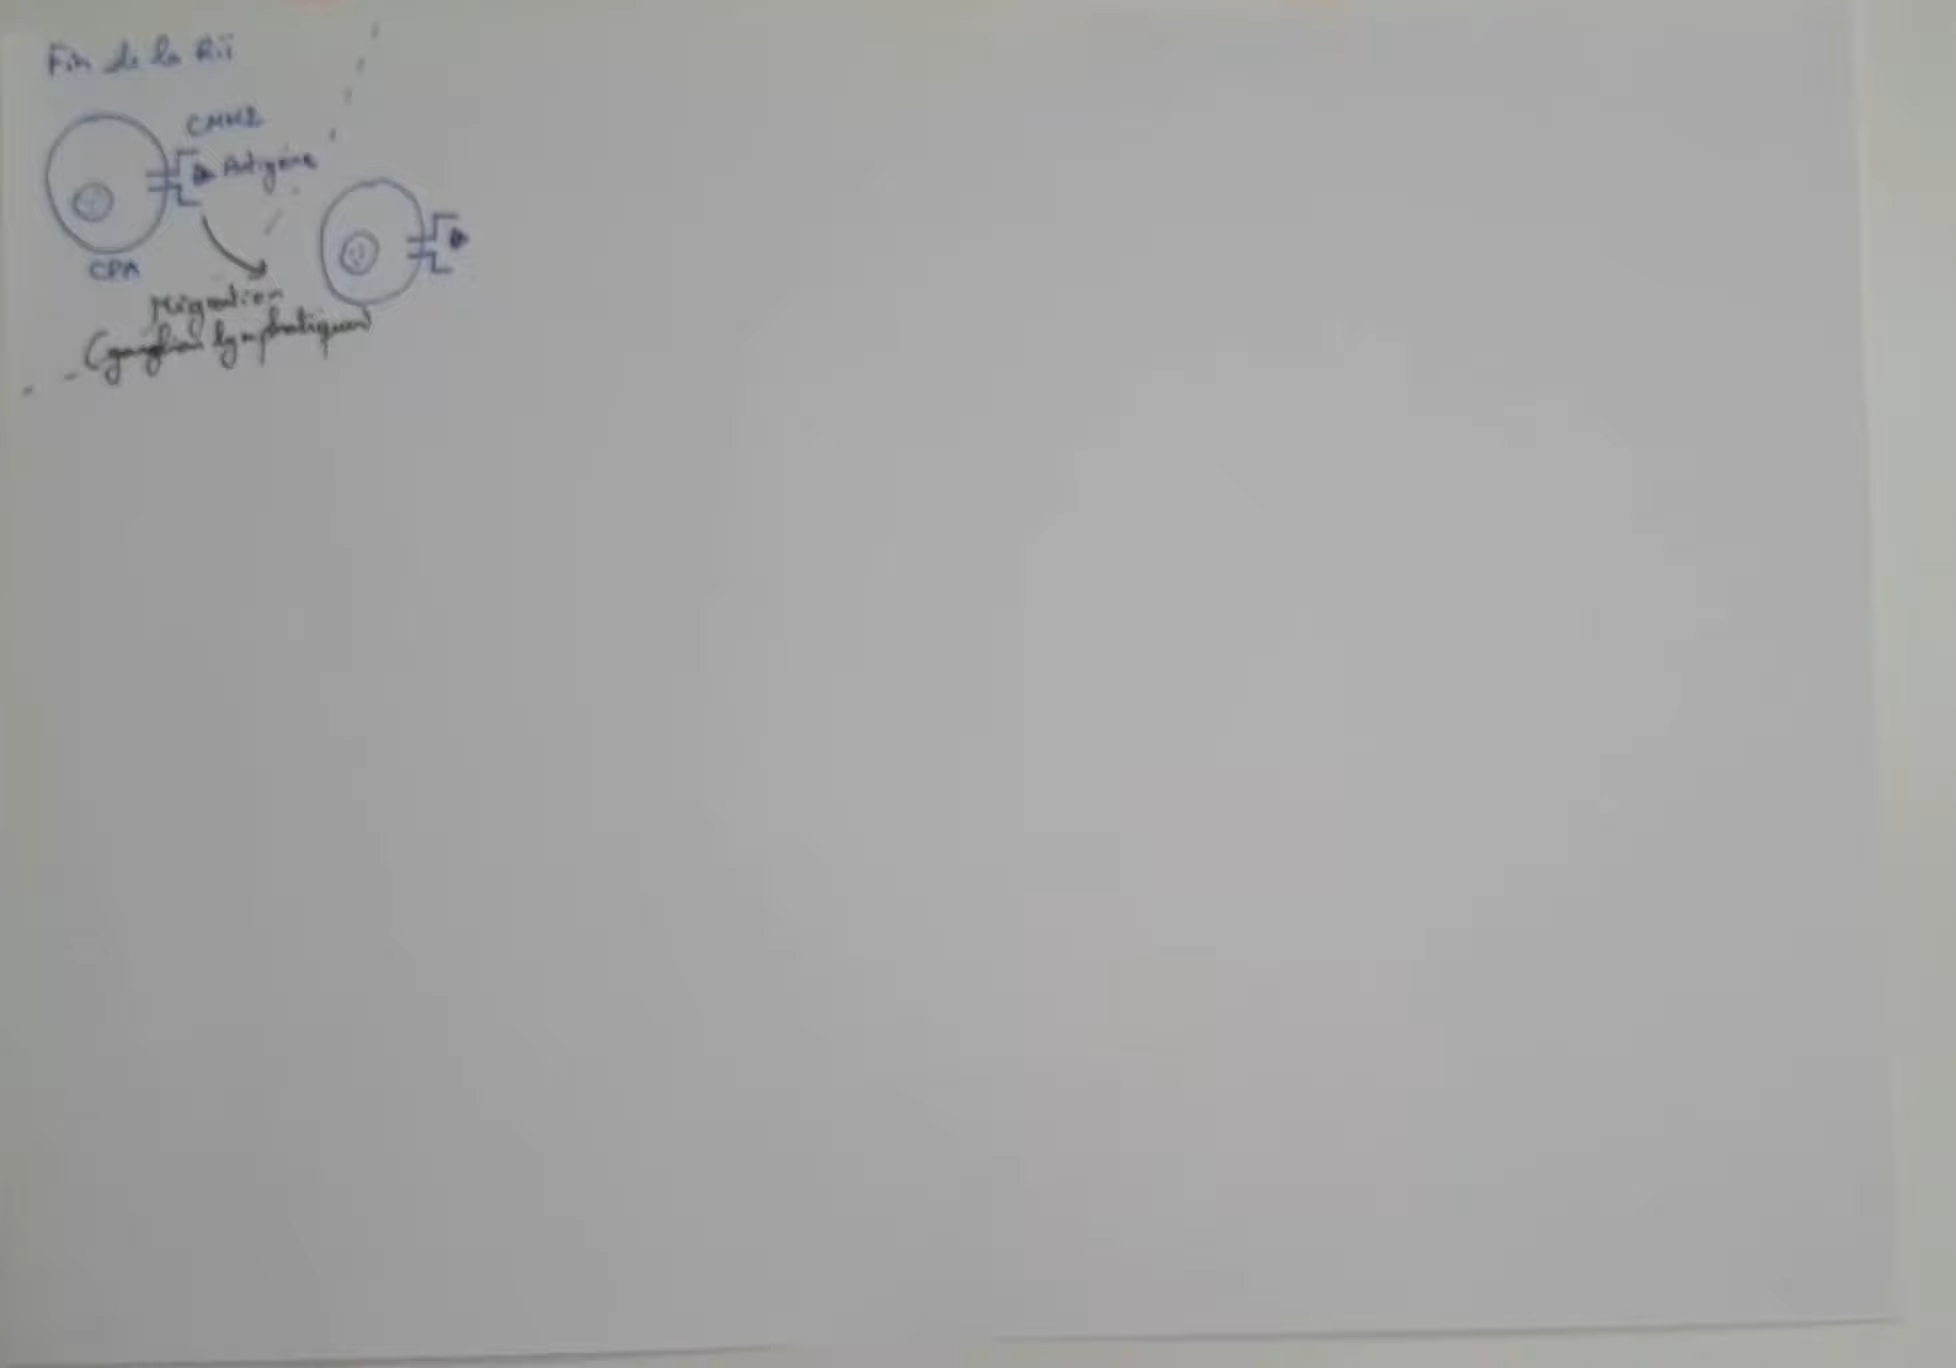 Fin de la Rii
CMH2
Antigène
CPA
Migration
(ganglion lymphatique)